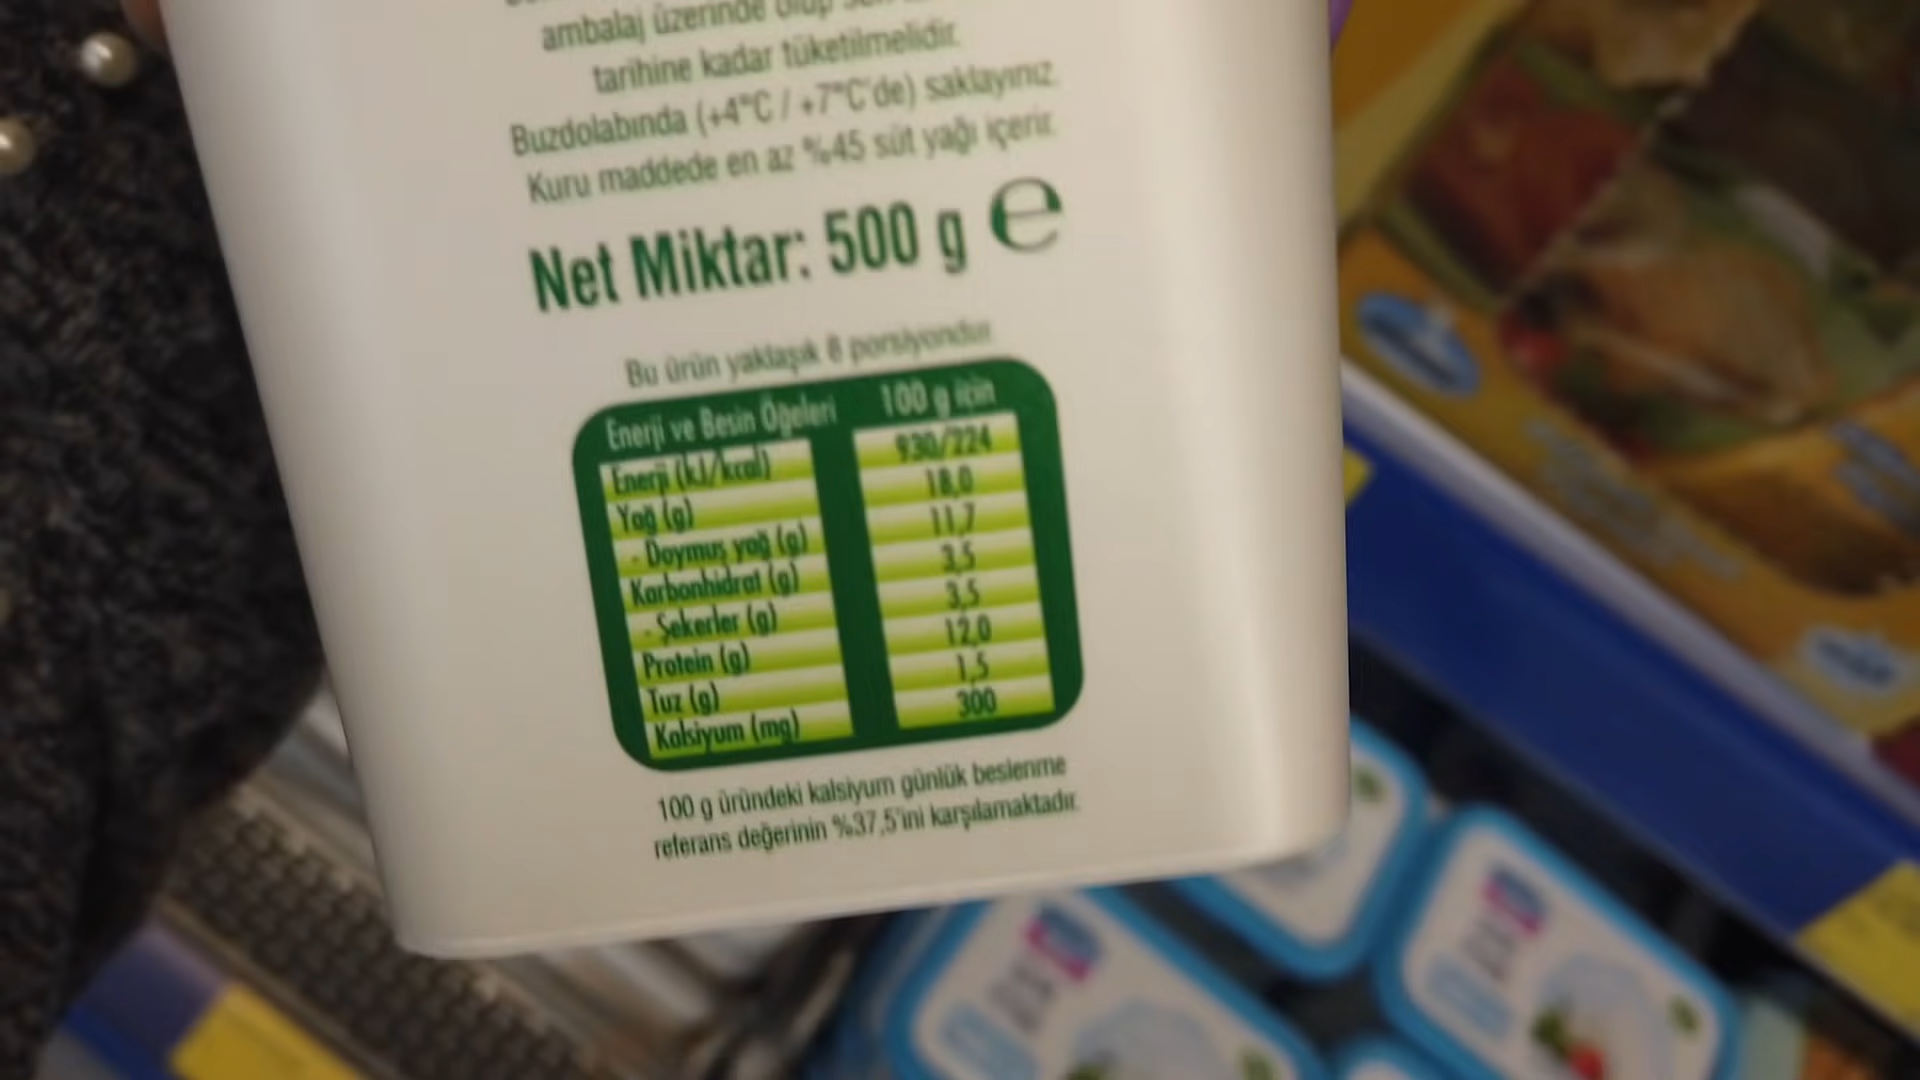 ambalaj üzerinde olup son
tarihine kadar tüketilmelidir.
Buzdolabında (+4°C / +7°C'de) saklayınız.
Kuru maddede en az %45 süt yağı içerir.
Net Miktar: 500 g ℮
Bu ürün yaklaşık 8 porsiyondur.
Enerji ve Besin Öğeleri 100 g için
Enerji (kJ/kcal) 930/224
Yağ (g) 18,0
- Doymuş yağ (g) 11,7
Karbonhidrat (g) 3,5
- Şekerler (g) 3,5
Protein (g) 12,0
Tuz (g) 1,5
Kalsiyum (mg) 300
100 g üründeki kalsiyum günlük beslenme
referans değerinin %37,5'ini karşılamaktadır.